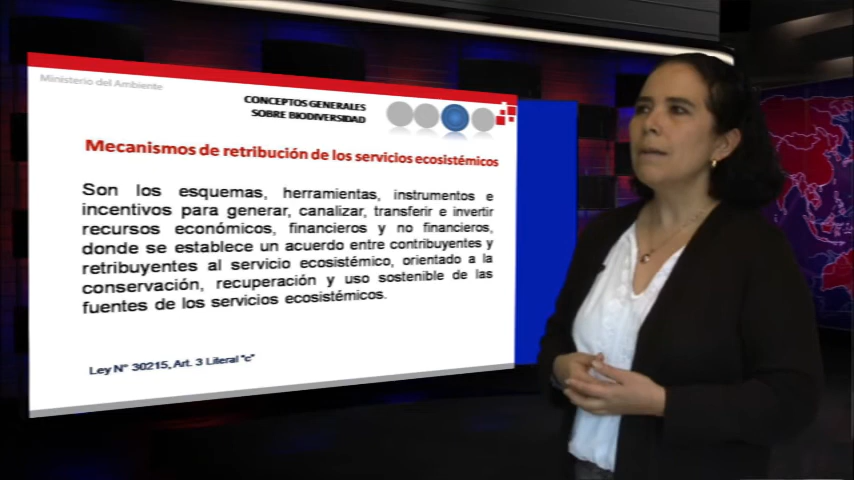 Ministerio del Ambiente
CONCEPTOS GENERALES
SOBRE BIODIVERSIDAD
Mecanismos de retribución de los servicios ecosistémicos
Son los esquemas, herramientas, instrumentos e
incentivos para generar, canalizar, transferir e invertir
recursos económicos, financieros y no financieros,
donde se establece un acuerdo entre contribuyentes y
retribuyentes al servicio ecosistémico, orientado a la
conservación, recuperación y uso sostenible de las
fuentes de los servicios ecosistémicos.
Ley N° 30215, Art. 3 Literal “c”